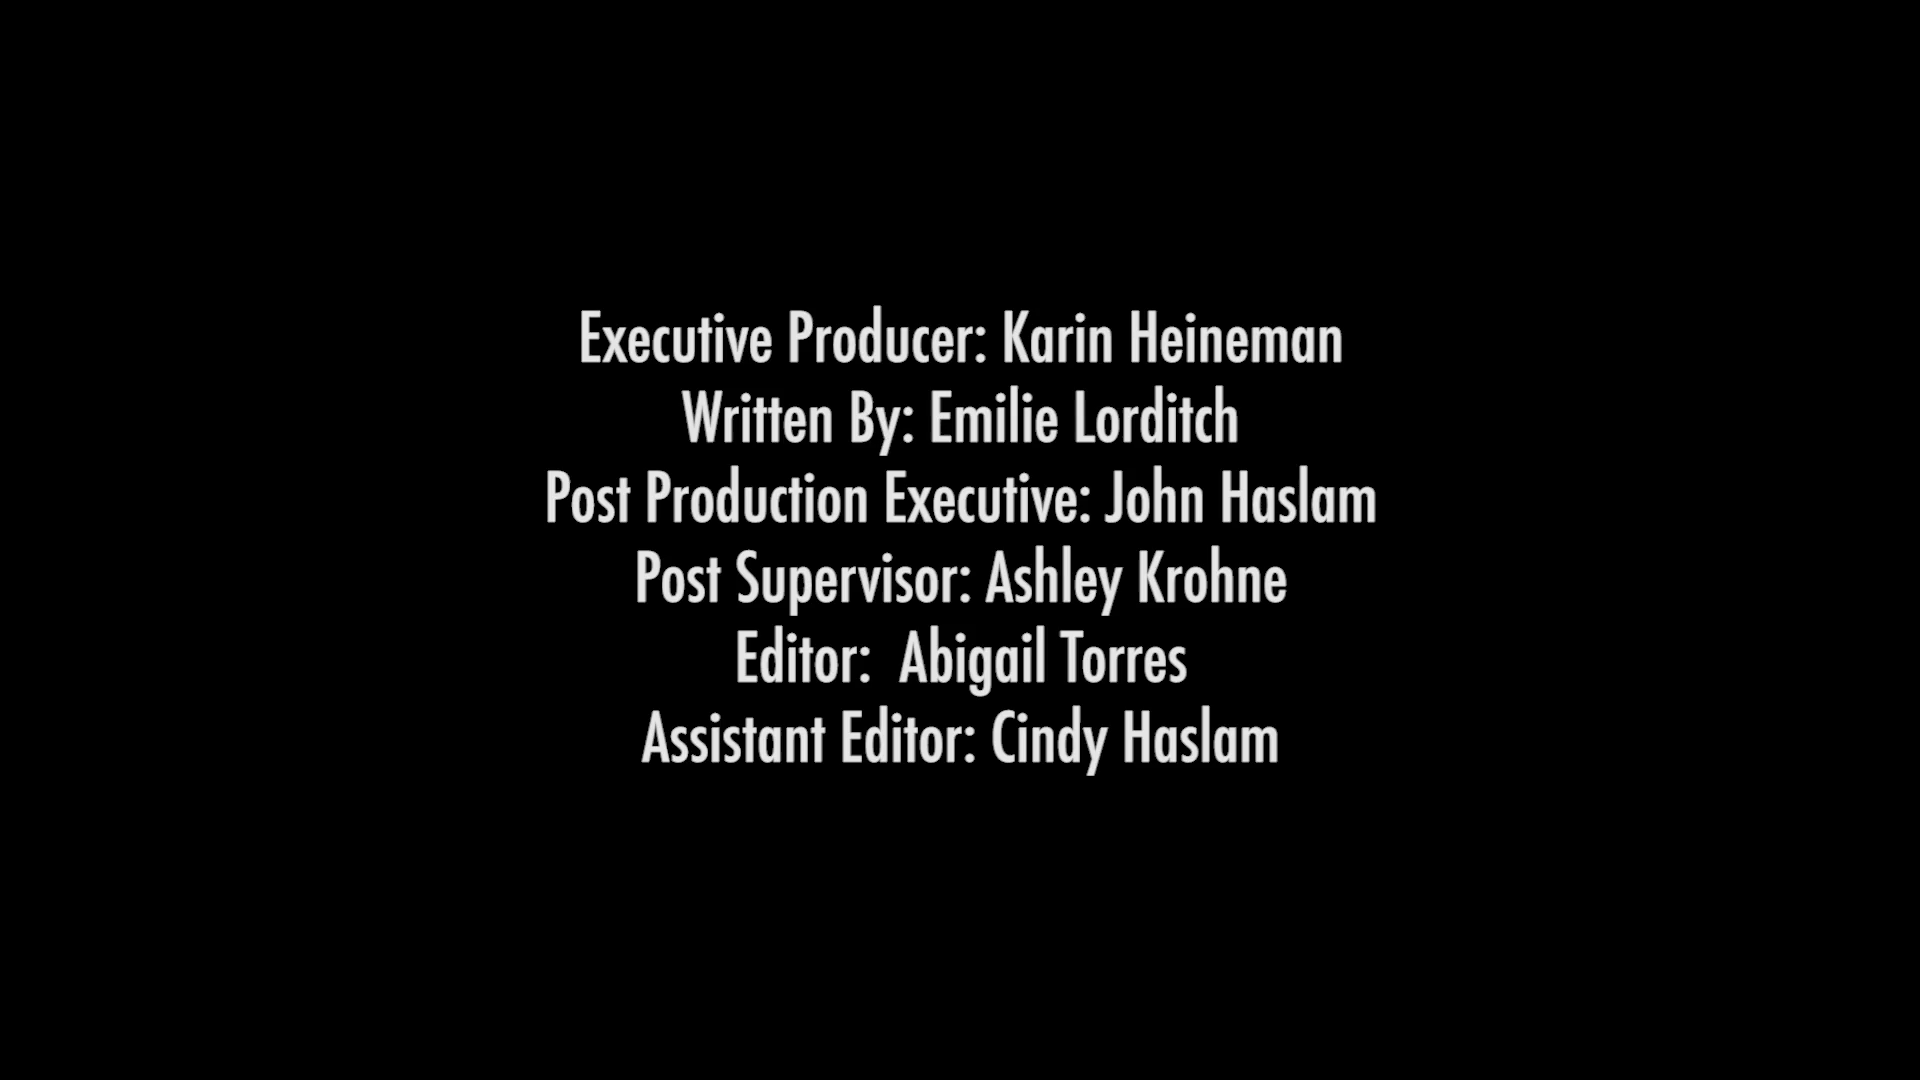 Executive Producer: Karin Heineman
Written By: Emilie Lorditch
Post Production Executive: John Haslam
Post Supervisor: Ashley Krohne
Editor:  Abigail Torres
Assistant Editor: Cindy Haslam